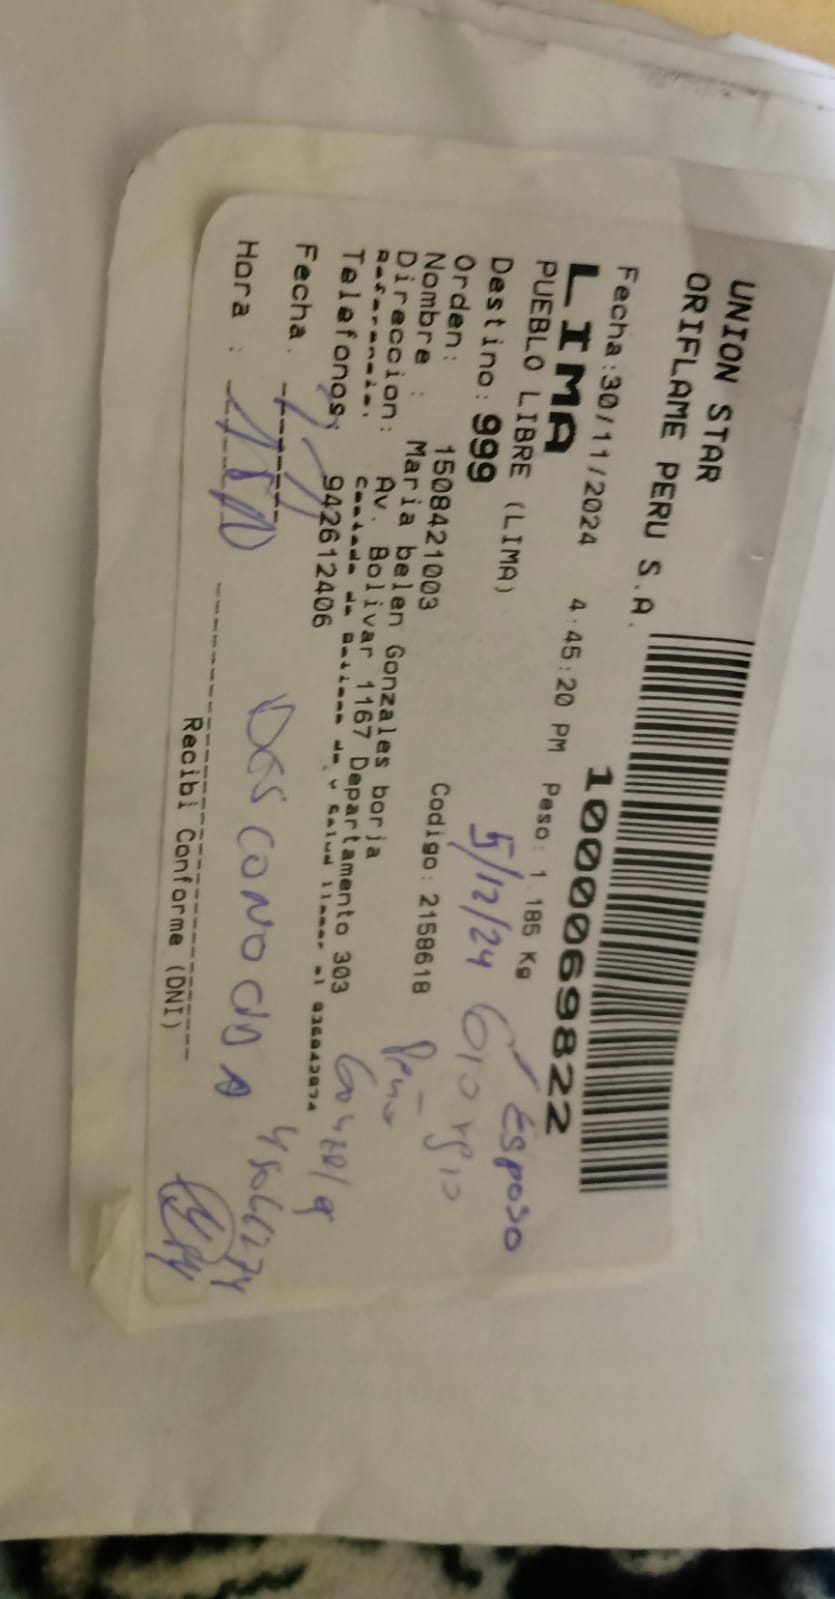 UNION STAR
ORIFLAME PERU S.A.
Fecha:30/11/2024 4:45:20 PM Peso: 1.185 Kg
1000069822
LIMA
PUEBLO LIBRE (LIMA)
Destino: 999
Orden: 1508421003 Codigo: 2158618
Nombre : Maria belen Gonzales borja
Direccion: Av. Bolivar 1167 Departamento 303
Telefonos: 942612406
Fecha.
Hora :
Recibi Conforme (DNI)
Esposo
5/12/24 Giorgio
DESCONOCIDA